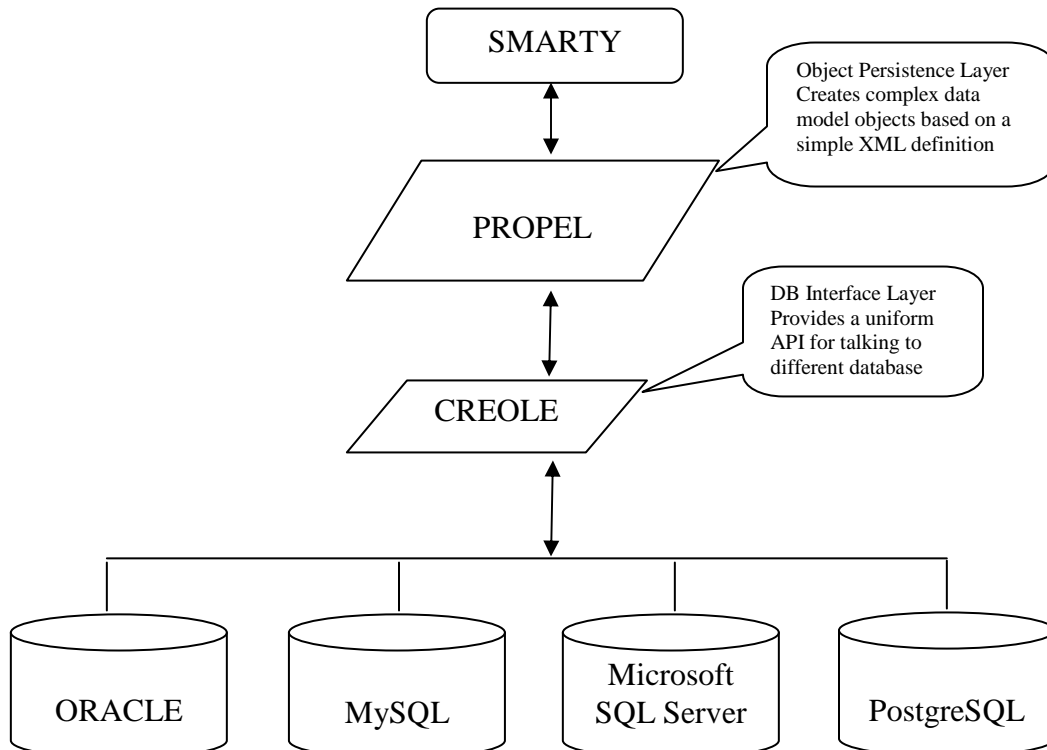 SMARTY
Object Persistence Layer
Creates complex data
model objects based on a
simple XML definition
PROPEL
DB Interface Layer
Provides a uniform
API for talking to
different database
CREOLE
ORACLE
MySQL
Microsoft
SQL Server
PostgreSQL